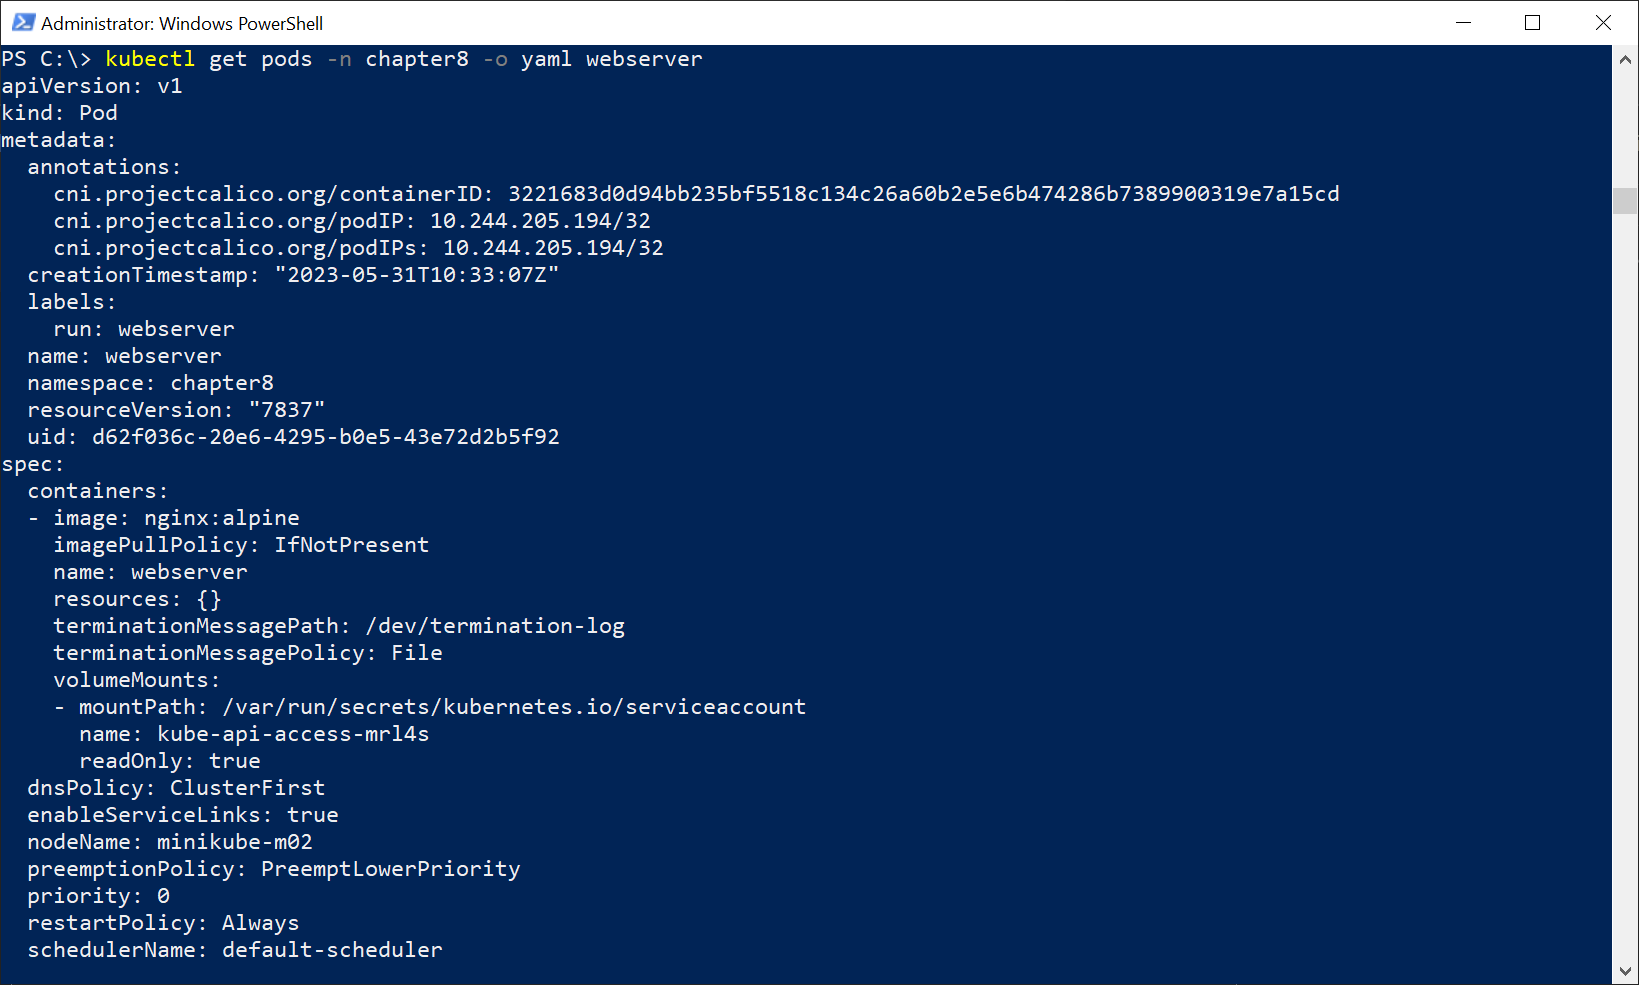 Administrator: Windows PowerShell
PS C:\> kubectl get pods -n chapter8 -o yaml webserver
apiVersion: v1
kind: Pod
metadata:
  annotations:
    cni.projectcalico.org/containerID: 3221683d0d94bb235bf5518c134c26a60b2e5e6b474286b7389900319e7a15cd
    cni.projectcalico.org/podIP: 10.244.205.194/32
    cni.projectcalico.org/podIPs: 10.244.205.194/32
  creationTimestamp: "2023-05-31T10:33:07Z"
  labels:
    run: webserver
  name: webserver
  namespace: chapter8
  resourceVersion: "7837"
  uid: d62f036c-20e6-4295-b0e5-43e72d2b5f92
spec:
  containers:
  - image: nginx:alpine
    imagePullPolicy: IfNotPresent
    name: webserver
    resources: {}
    terminationMessagePath: /dev/termination-log
    terminationMessagePolicy: File
    volumeMounts:
    - mountPath: /var/run/secrets/kubernetes.io/serviceaccount
      name: kube-api-access-mrl4s
      readOnly: true
  dnsPolicy: ClusterFirst
  enableServiceLinks: true
  nodeName: minikube-m02
  preemptionPolicy: PreemptLowerPriority
  priority: 0
  restartPolicy: Always
  schedulerName: default-scheduler